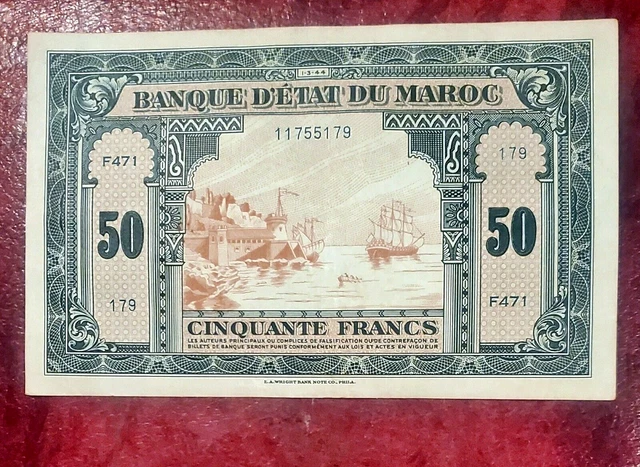 1-3-44
BANQUE D'ÉTAT DU MAROC
11755179
F471
179
50
50
179
F471
CINQUANTE FRANCS
LES AUTEURS PRINCIPAUX OU COMPLICES DE FALSIFICATION OU DE CONTREFAÇON DE
BILLETS DE BANQUE SERONT PUNIS CONFORMÉMENT AUX LOIS ET ACTES EN VIGUEUR
E.A. WRIGHT BANK NOTE CO., PHILA.